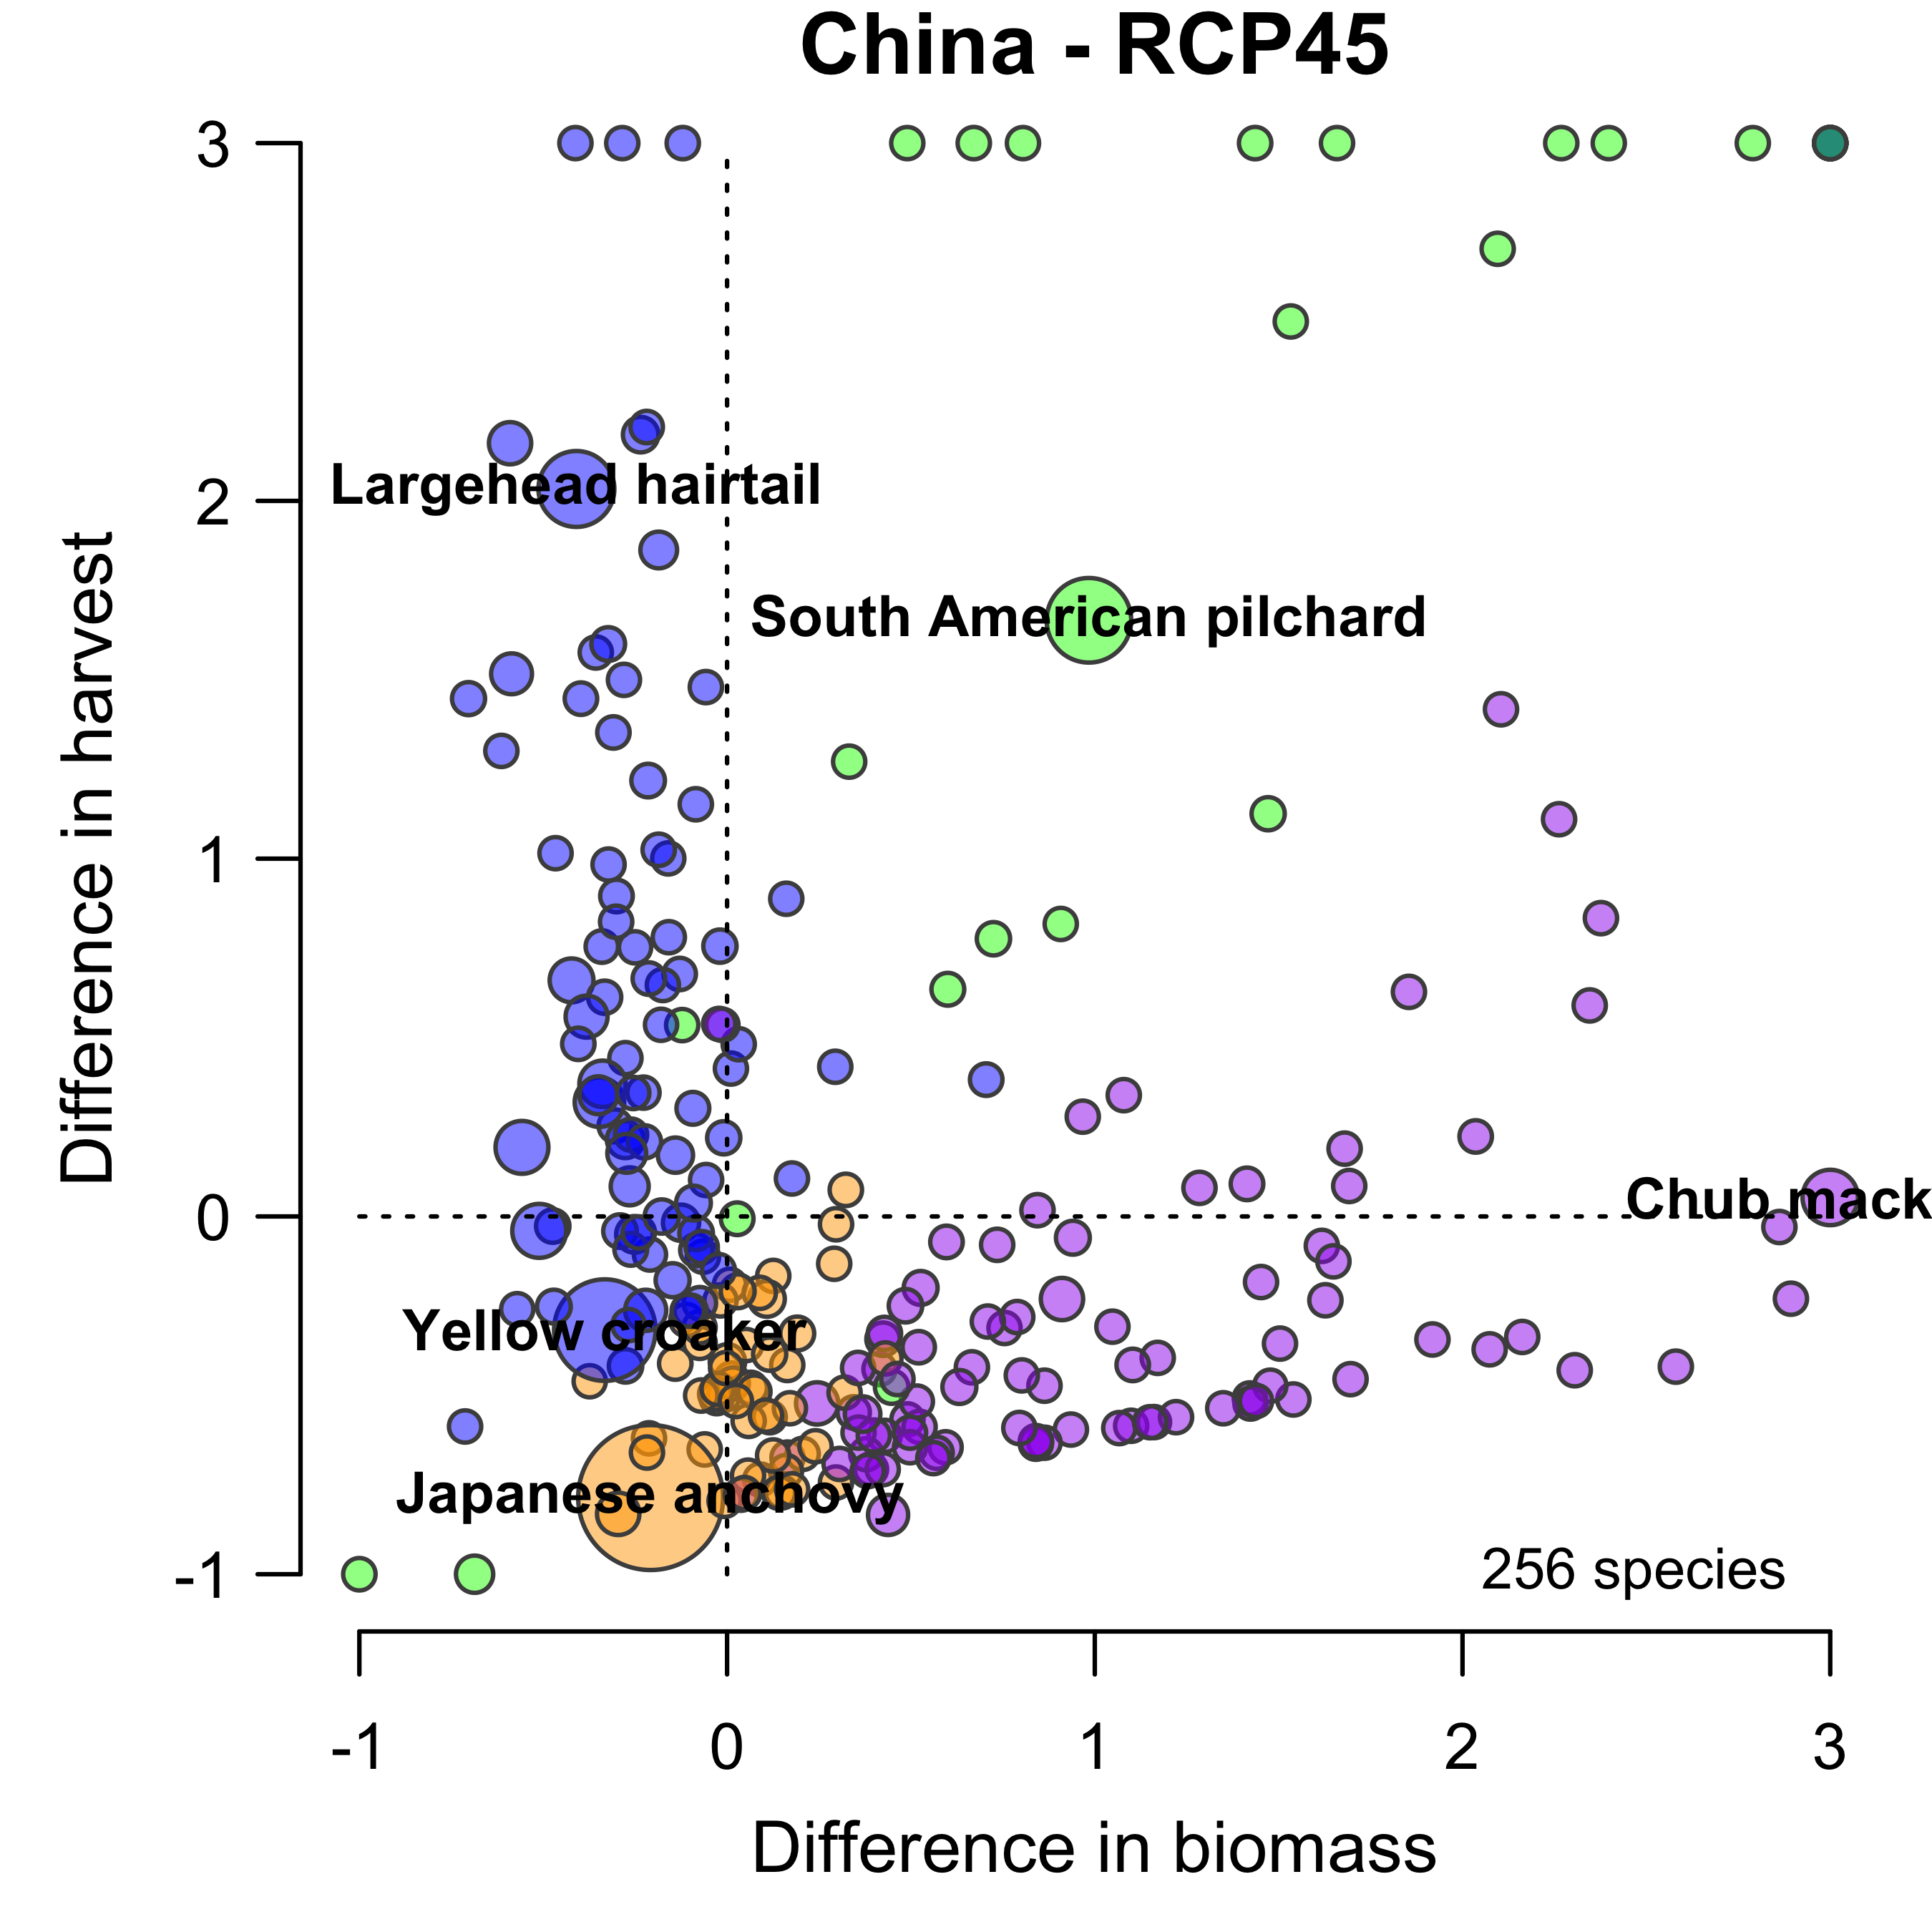 China - RCP45
Difference in harvest
3
2
1
0
-1
Largehead hairtail
South American pilchard
Chub mack
Yellow croaker
Japanese anchovy
256 species
-1
0
1
2
3
Difference in biomass